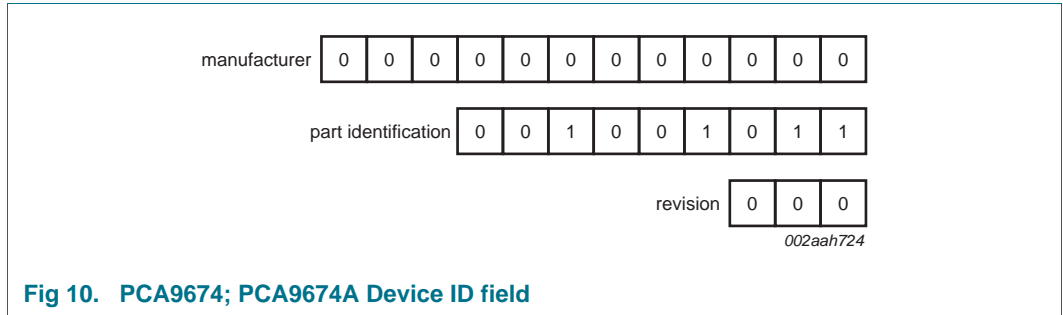 manufacturer 0 0 0 0 0 0 0 0 0 0 0 0
part identification 0 0 1 0 0 1 0 1 1
revision 0 0 0
002aah724
Fig 10. PCA9674; PCA9674A Device ID field